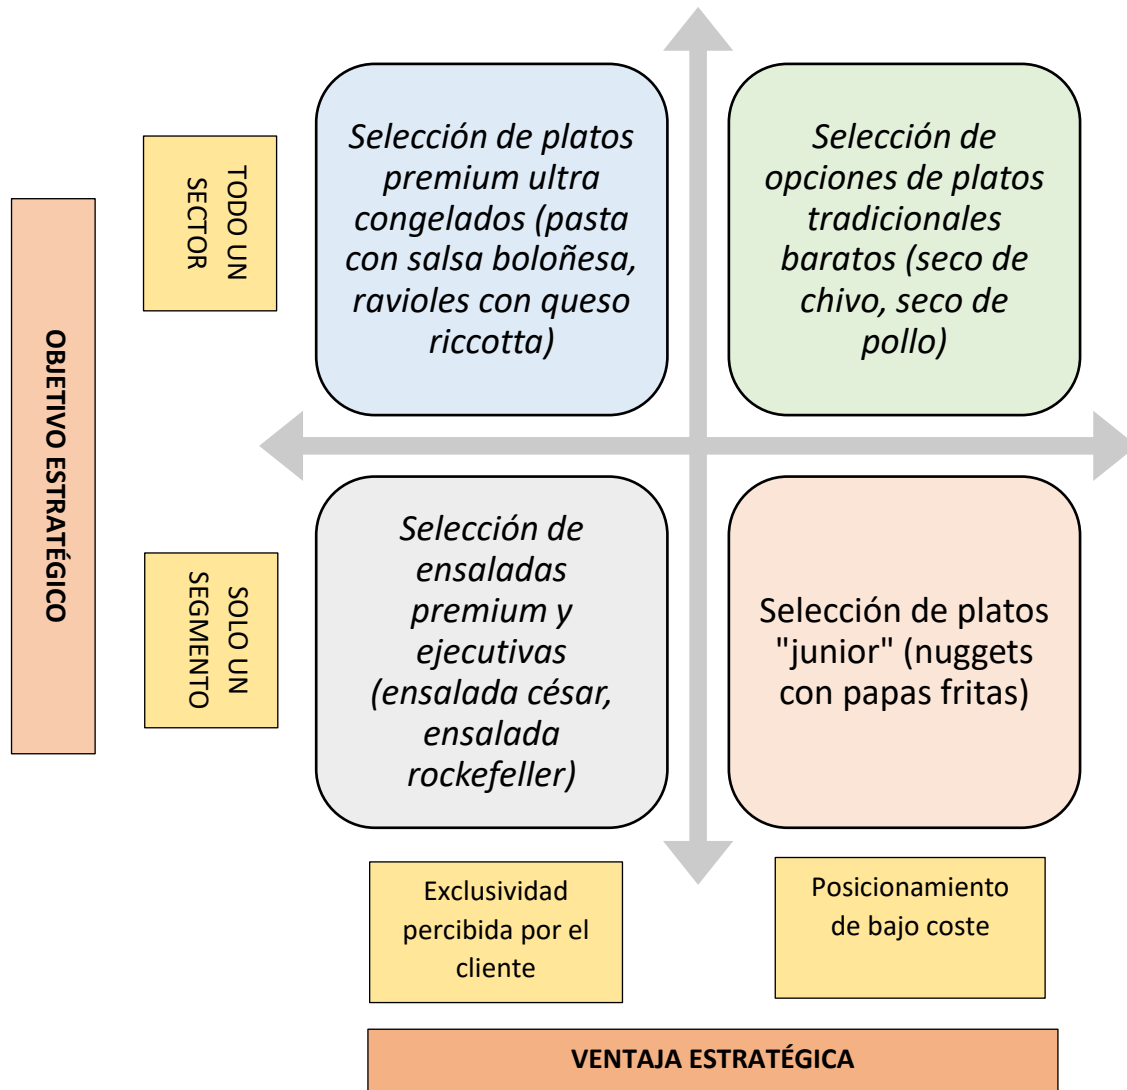 OBJETIVO ESTRATÉGICO
TODO UN
SECTOR
Selección de platos
premium ultra
congelados (pasta
con salsa boloñesa,
ravioles con queso
riccotta)
Selección de
opciones de platos
tradicionales
baratos (seco de
chivo, seco de
pollo)
SOLO UN
SEGMENTO
Selección de
ensaladas
premium y
ejecutivas
(ensalada césar,
ensalada
rockefeller)
Selección de platos
"junior" (nuggets
con papas fritas)
Exclusividad
percibida por el
cliente
Posicionamiento
de bajo coste
VENTAJA ESTRATÉGICA